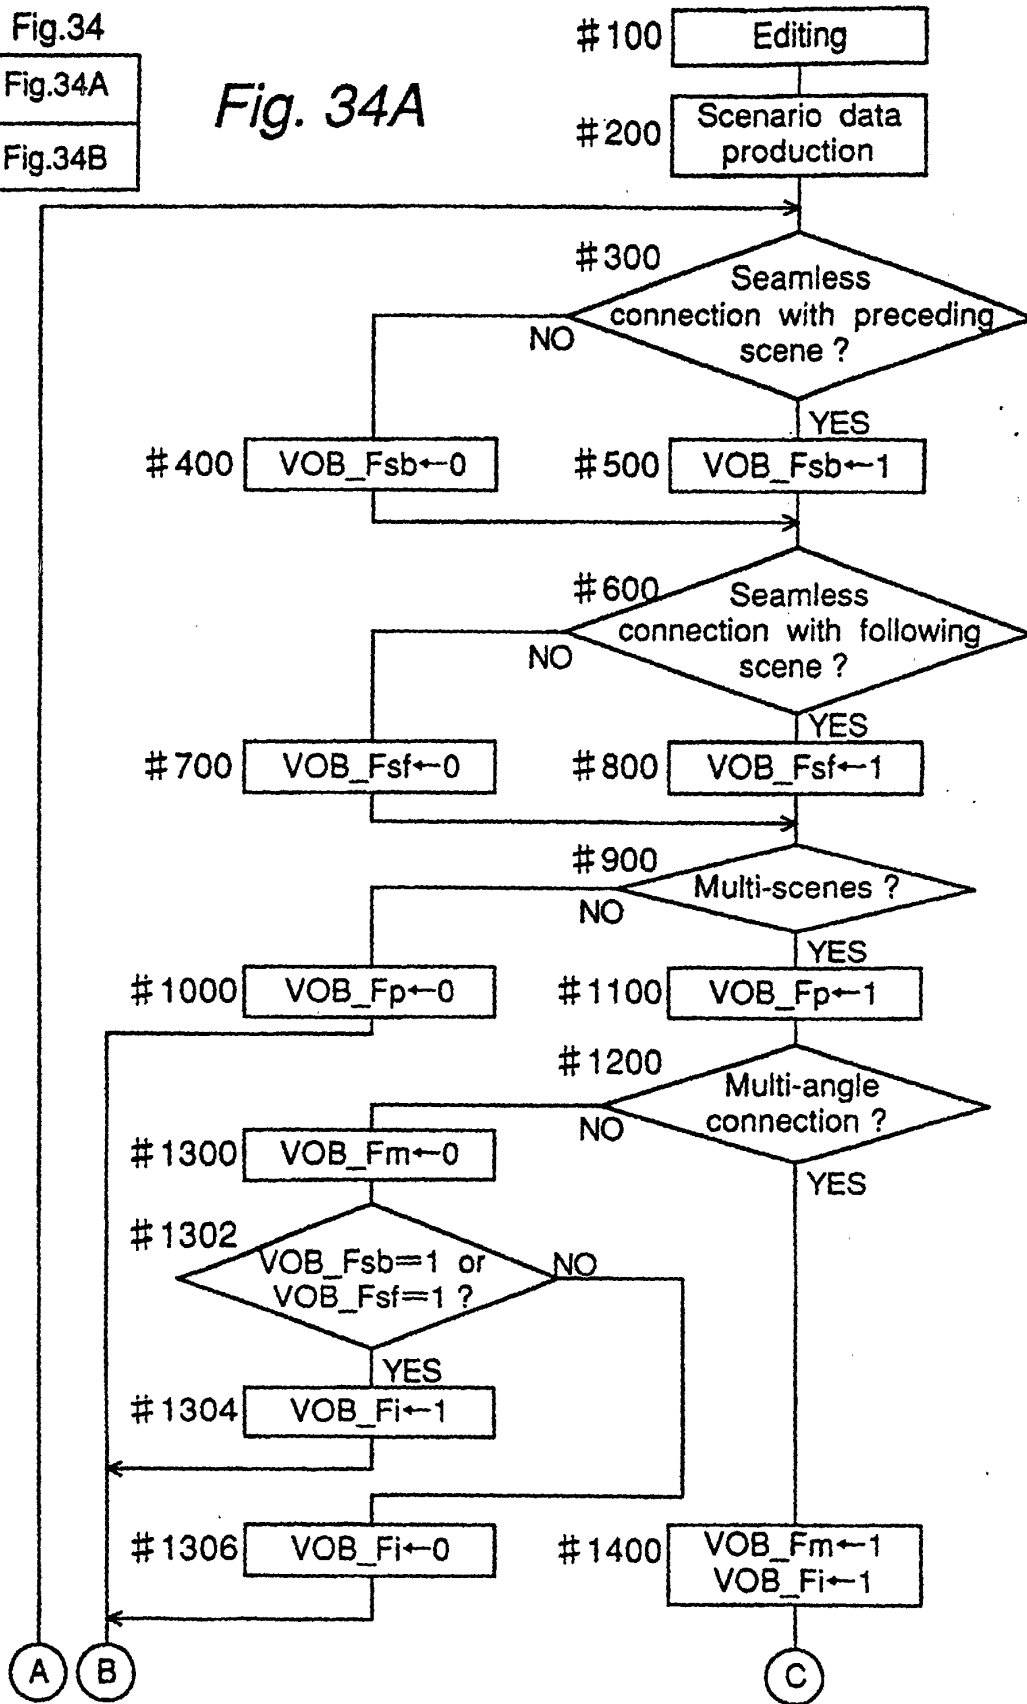 Fig.34
Fig.34A
Fig.34B
Fig. 34A
#100 Editing
#200 Scenario data
production
#300
Seamless
connection with preceding
scene ?
NO
YES
#400 VOB_Fsb←0
#500 VOB_Fsb←1
#600
Seamless
connection with following
scene ?
NO
YES
#700 VOB_Fsf←0
#800 VOB_Fsf←1
#900
Multi-scenes ?
NO
YES
#1000 VOB_Fp←0
#1100 VOB_Fp←1
#1200
Multi-angle
connection ?
NO
YES
#1300 VOB_Fm←0
#1302
VOB_Fsb=1 or
VOB_Fsf=1 ?
NO
YES
#1304 VOB_Fi←1
#1306 VOB_Fi←0
#1400 VOB_Fm←1
VOB_Fi←1
A
B
C